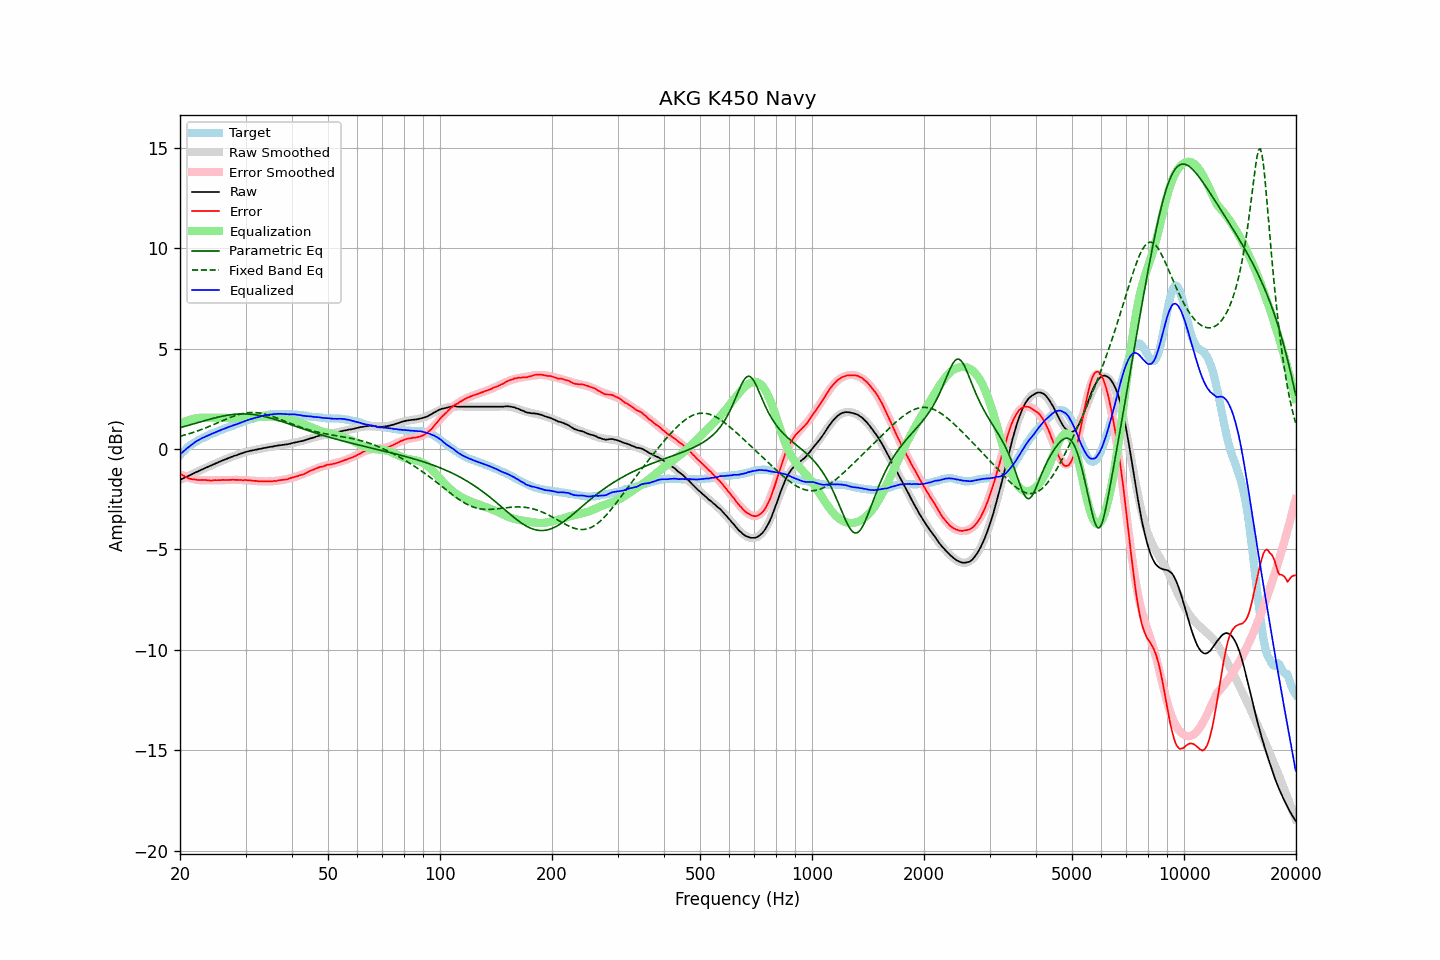 AKG K450 Navy
Target
Raw Smoothed
Error Smoothed
Raw
Error
Equalization
Parametric Eq
Fixed Band Eq
Equalized
15
10
5
0
−5
−10
−15
−20
Amplitude (dBr)
20
50
100
200
500
1000
2000
5000
10000
20000
Frequency (Hz)